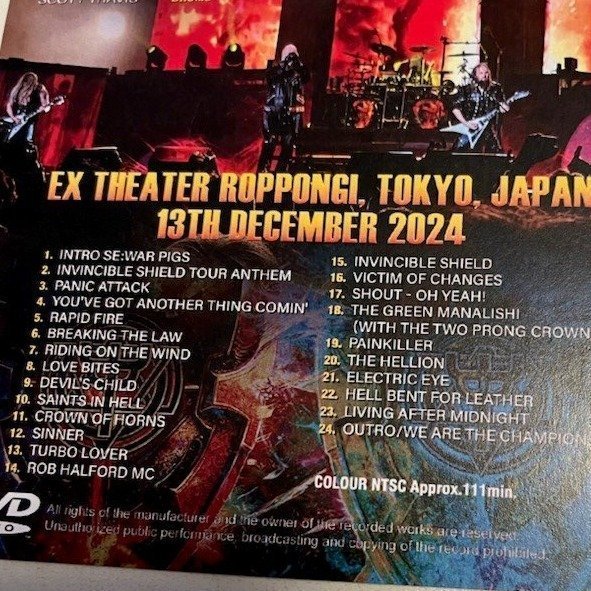 SCOTT TRAVIS
DRUMS
EX THEATER ROPPONGI, TOKYO, JAPAN
13TH DECEMBER 2024
1. INTRO SE:WAR PIGS
2. INVINCIBLE SHIELD TOUR ANTHEM
3. PANIC ATTACK
4. YOU'VE GOT ANOTHER THING COMIN'
5. RAPID FIRE
6. BREAKING THE LAW
7. RIDING ON THE WIND
8. LOVE BITES
9. DEVIL'S CHILD
10. SAINTS IN HELL
11. CROWN OF HORNS
12. SINNER
13. TURBO LOVER
14. ROB HALFORD MC
15. INVINCIBLE SHIELD
16. VICTIM OF CHANGES
17. SHOUT - OH YEAH!
18. THE GREEN MANALISHI
(WITH THE TWO PRONG CROWN
19. PAINKILLER
20. THE HELLION
21. ELECTRIC EYE
22. HELL BENT FOR LEATHER
23. LIVING AFTER MIDNIGHT
24. OUTRO/WE ARE THE CHAMPION
COLOUR NTSC Approx.111min.
All rights of the manufacturer and the owner of the recorded works are reserved.
Unauthorized public performance, broadcasting and copying of the record prohibited.